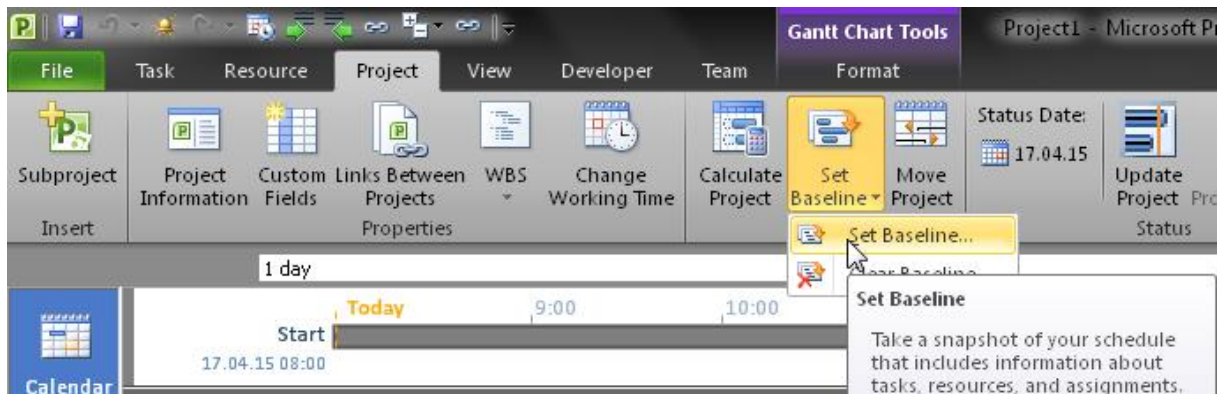 Gantt Chart Tools
Project1 - Microsoft Pr
File Task Resource Project View Developer Team Format
Subproject
Project Information
Custom Fields
Links Between Projects
WBS
Change Working Time
Calculate Project
Set Baseline
Move Project
Status Date:
17.04.15
Update Project
Insert
Properties
Status
Set Baseline...
1 day
Set Baseline
Take a snapshot of your schedule
that includes information about
tasks, resources, and assignments.
Today 9:00 10:00
Start
17.04.15 08:00
Calendar